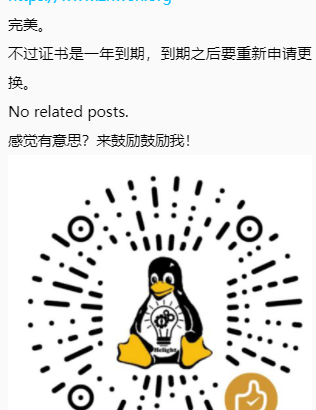 完美。
不过证书是一年到期，到期之后要重新申请更
换。
No related posts.
感觉有意思？来鼓励鼓励我！